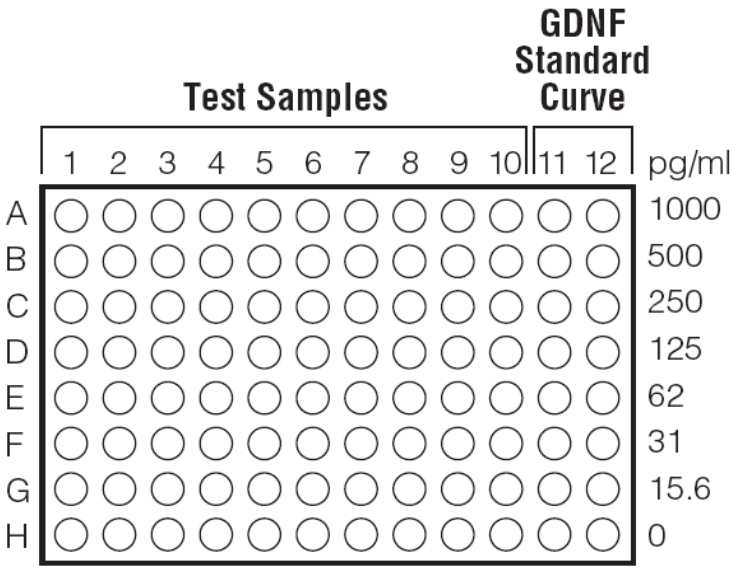 GDNF
Standard
Curve
Test Samples
1 2 3 4 5 6 7 8 9 10 11 12 pg/ml
A 1000
B 500
C 250
D 125
E 62
F 31
G 15.6
H 0